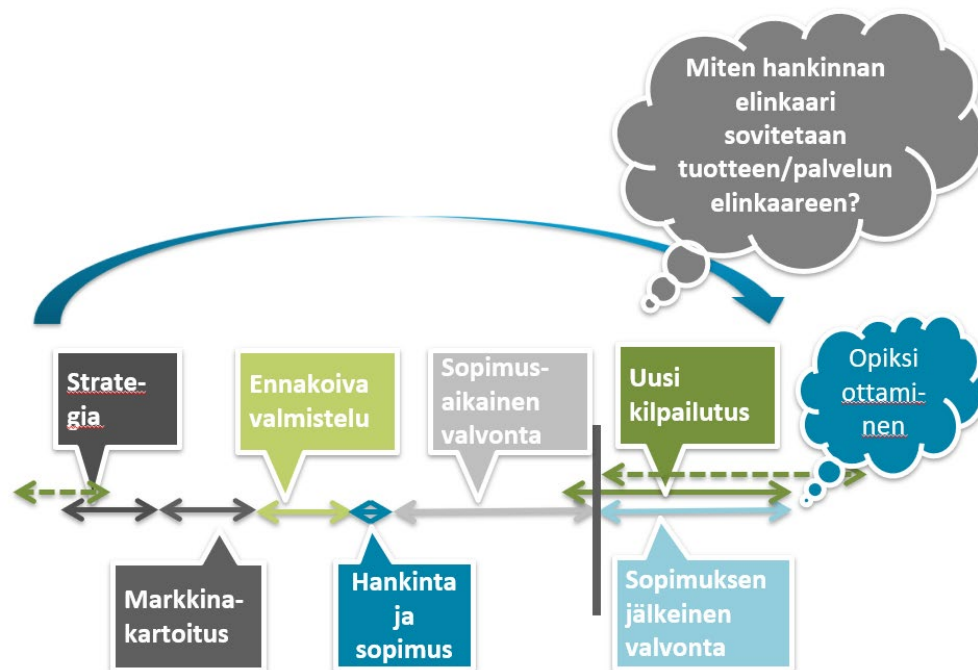 Miten hankinnan
elinkaari
sovitetaan
tuotteen/palvelun
elinkaareen?
Strate-
gia
Ennakoiva
valmistelu
Sopimus-
aikainen
valvonta
Uusi
kilpailutus
Opiksi
ottami-
nen
Markkina-
kartoitus
Hankinta
ja
sopimus
Sopimuksen
jälkeinen
valvonta